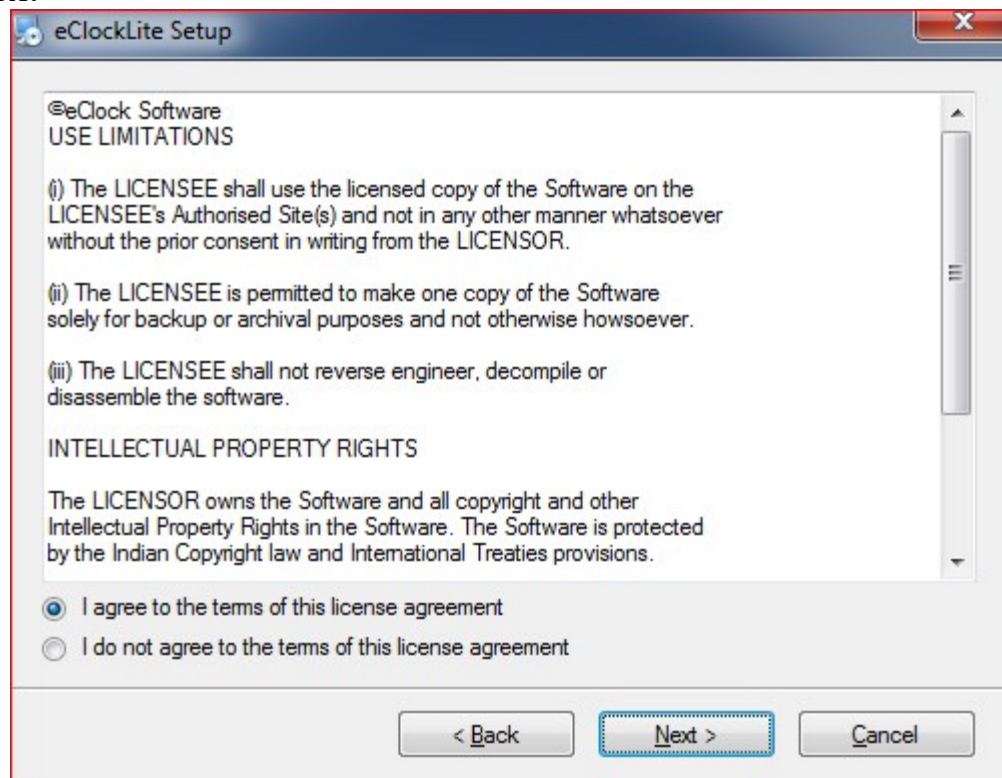 eClockLite Setup
©eClock Software
USE LIMITATIONS
(i) The LICENSEE shall use the licensed copy of the Software on the
LICENSEE's Authorised Site(s) and not in any other manner whatsoever
without the prior consent in writing from the LICENSOR.
(ii) The LICENSEE is permitted to make one copy of the Software
solely for backup or archival purposes and not otherwise howsoever.
(iii) The LICENSEE shall not reverse engineer, decompile or
disassemble the software.
INTELLECTUAL PROPERTY RIGHTS
The LICENSOR owns the Software and all copyright and other
Intellectual Property Rights in the Software. The Software is protected
by the Indian Copyright law and International Treaties provisions.
I agree to the terms of this license agreement
I do not agree to the terms of this license agreement
< Back Next > Cancel